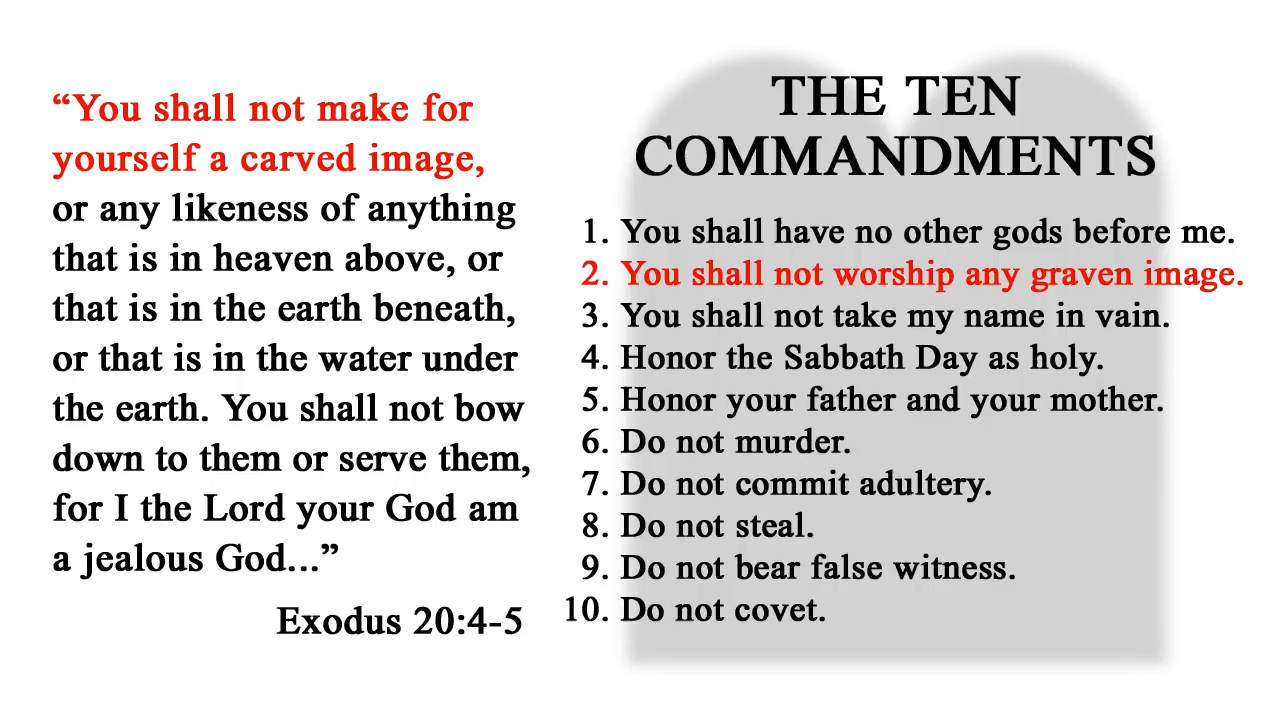 “You shall not make for
yourself a carved image,
or any likeness of anything
that is in heaven above, or
that is in the earth beneath,
or that is in the water under
the earth. You shall not bow
down to them or serve them,
for I the Lord your God am
a jealous God...”
Exodus 20:4-5
THE TEN
COMMANDMENTS
1. You shall have no other gods before me.
2. You shall not worship any graven image.
3. You shall not take my name in vain.
4. Honor the Sabbath Day as holy.
5. Honor your father and your mother.
6. Do not murder.
7. Do not commit adultery.
8. Do not steal.
9. Do not bear false witness.
10. Do not covet.